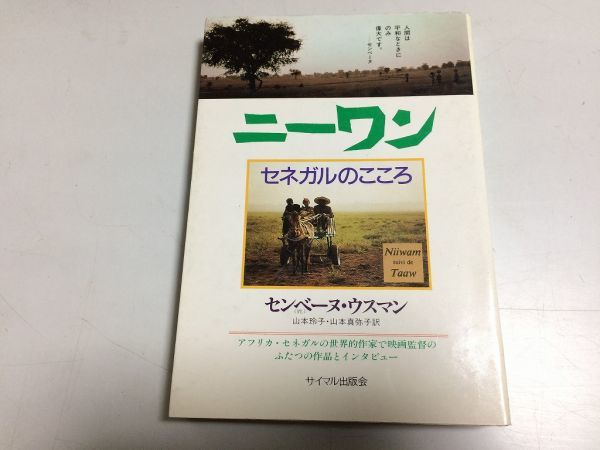 人間は
平和なときに
のみ
偉大です。
──センベーヌ
ニーワン
セネガルのこころ
Niiwam
suivi de
Taaw
センベーヌ・ウスマン
山本玲子・山本真弥子訳
アフリカ・セネガルの世界的作家で映画監督の
ふたつの作品とインタビュー
サイマル出版会